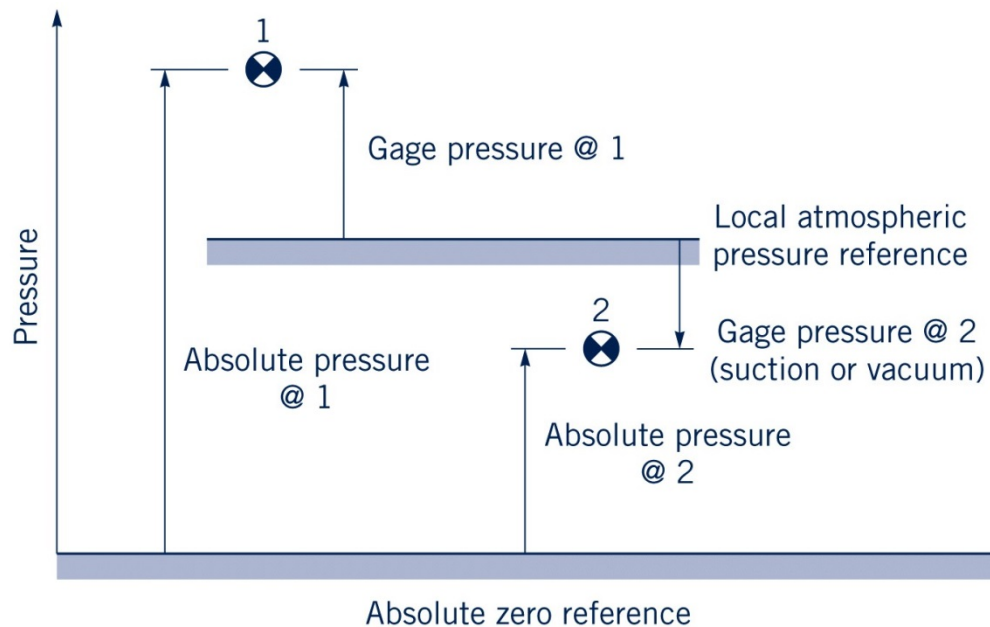 1
Gage pressure @ 1
Local atmospheric
pressure reference
Pressure
2
Gage pressure @ 2
(suction or vacuum)
Absolute pressure
@ 1
Absolute pressure
@ 2
Absolute zero reference